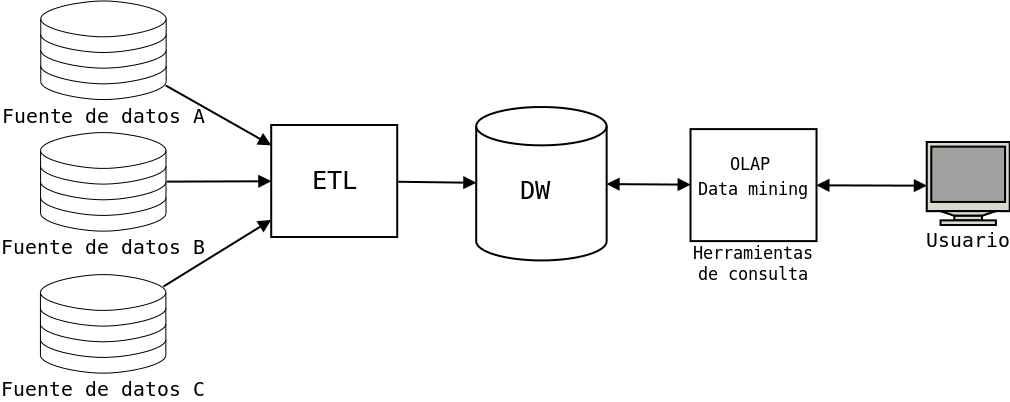 Fuente de datos A
ETL
DW
OLAP
Data mining
Usuario
Fuente de datos B
Herramientas
de consulta
Fuente de datos C